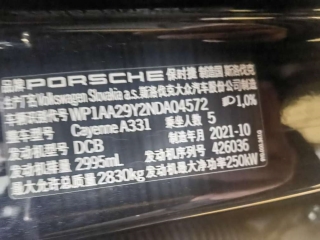 品牌 PORSCHE 保时捷 制造国 斯洛伐克
生产厂名 Volkswagen Slovakia a.s. 斯洛伐克大众汽车股份公司制造
车辆识别代号 WP1AA29Y2NDA04572 1,0%
车辆型号 Cayenne A331 乘坐人数 5
发动机型号 DCB 制造年月 2021-10
发动机排量 2995mL 发动机序列号 426036
最大允许总质量 2830kg 发动机最大净功率 250kW